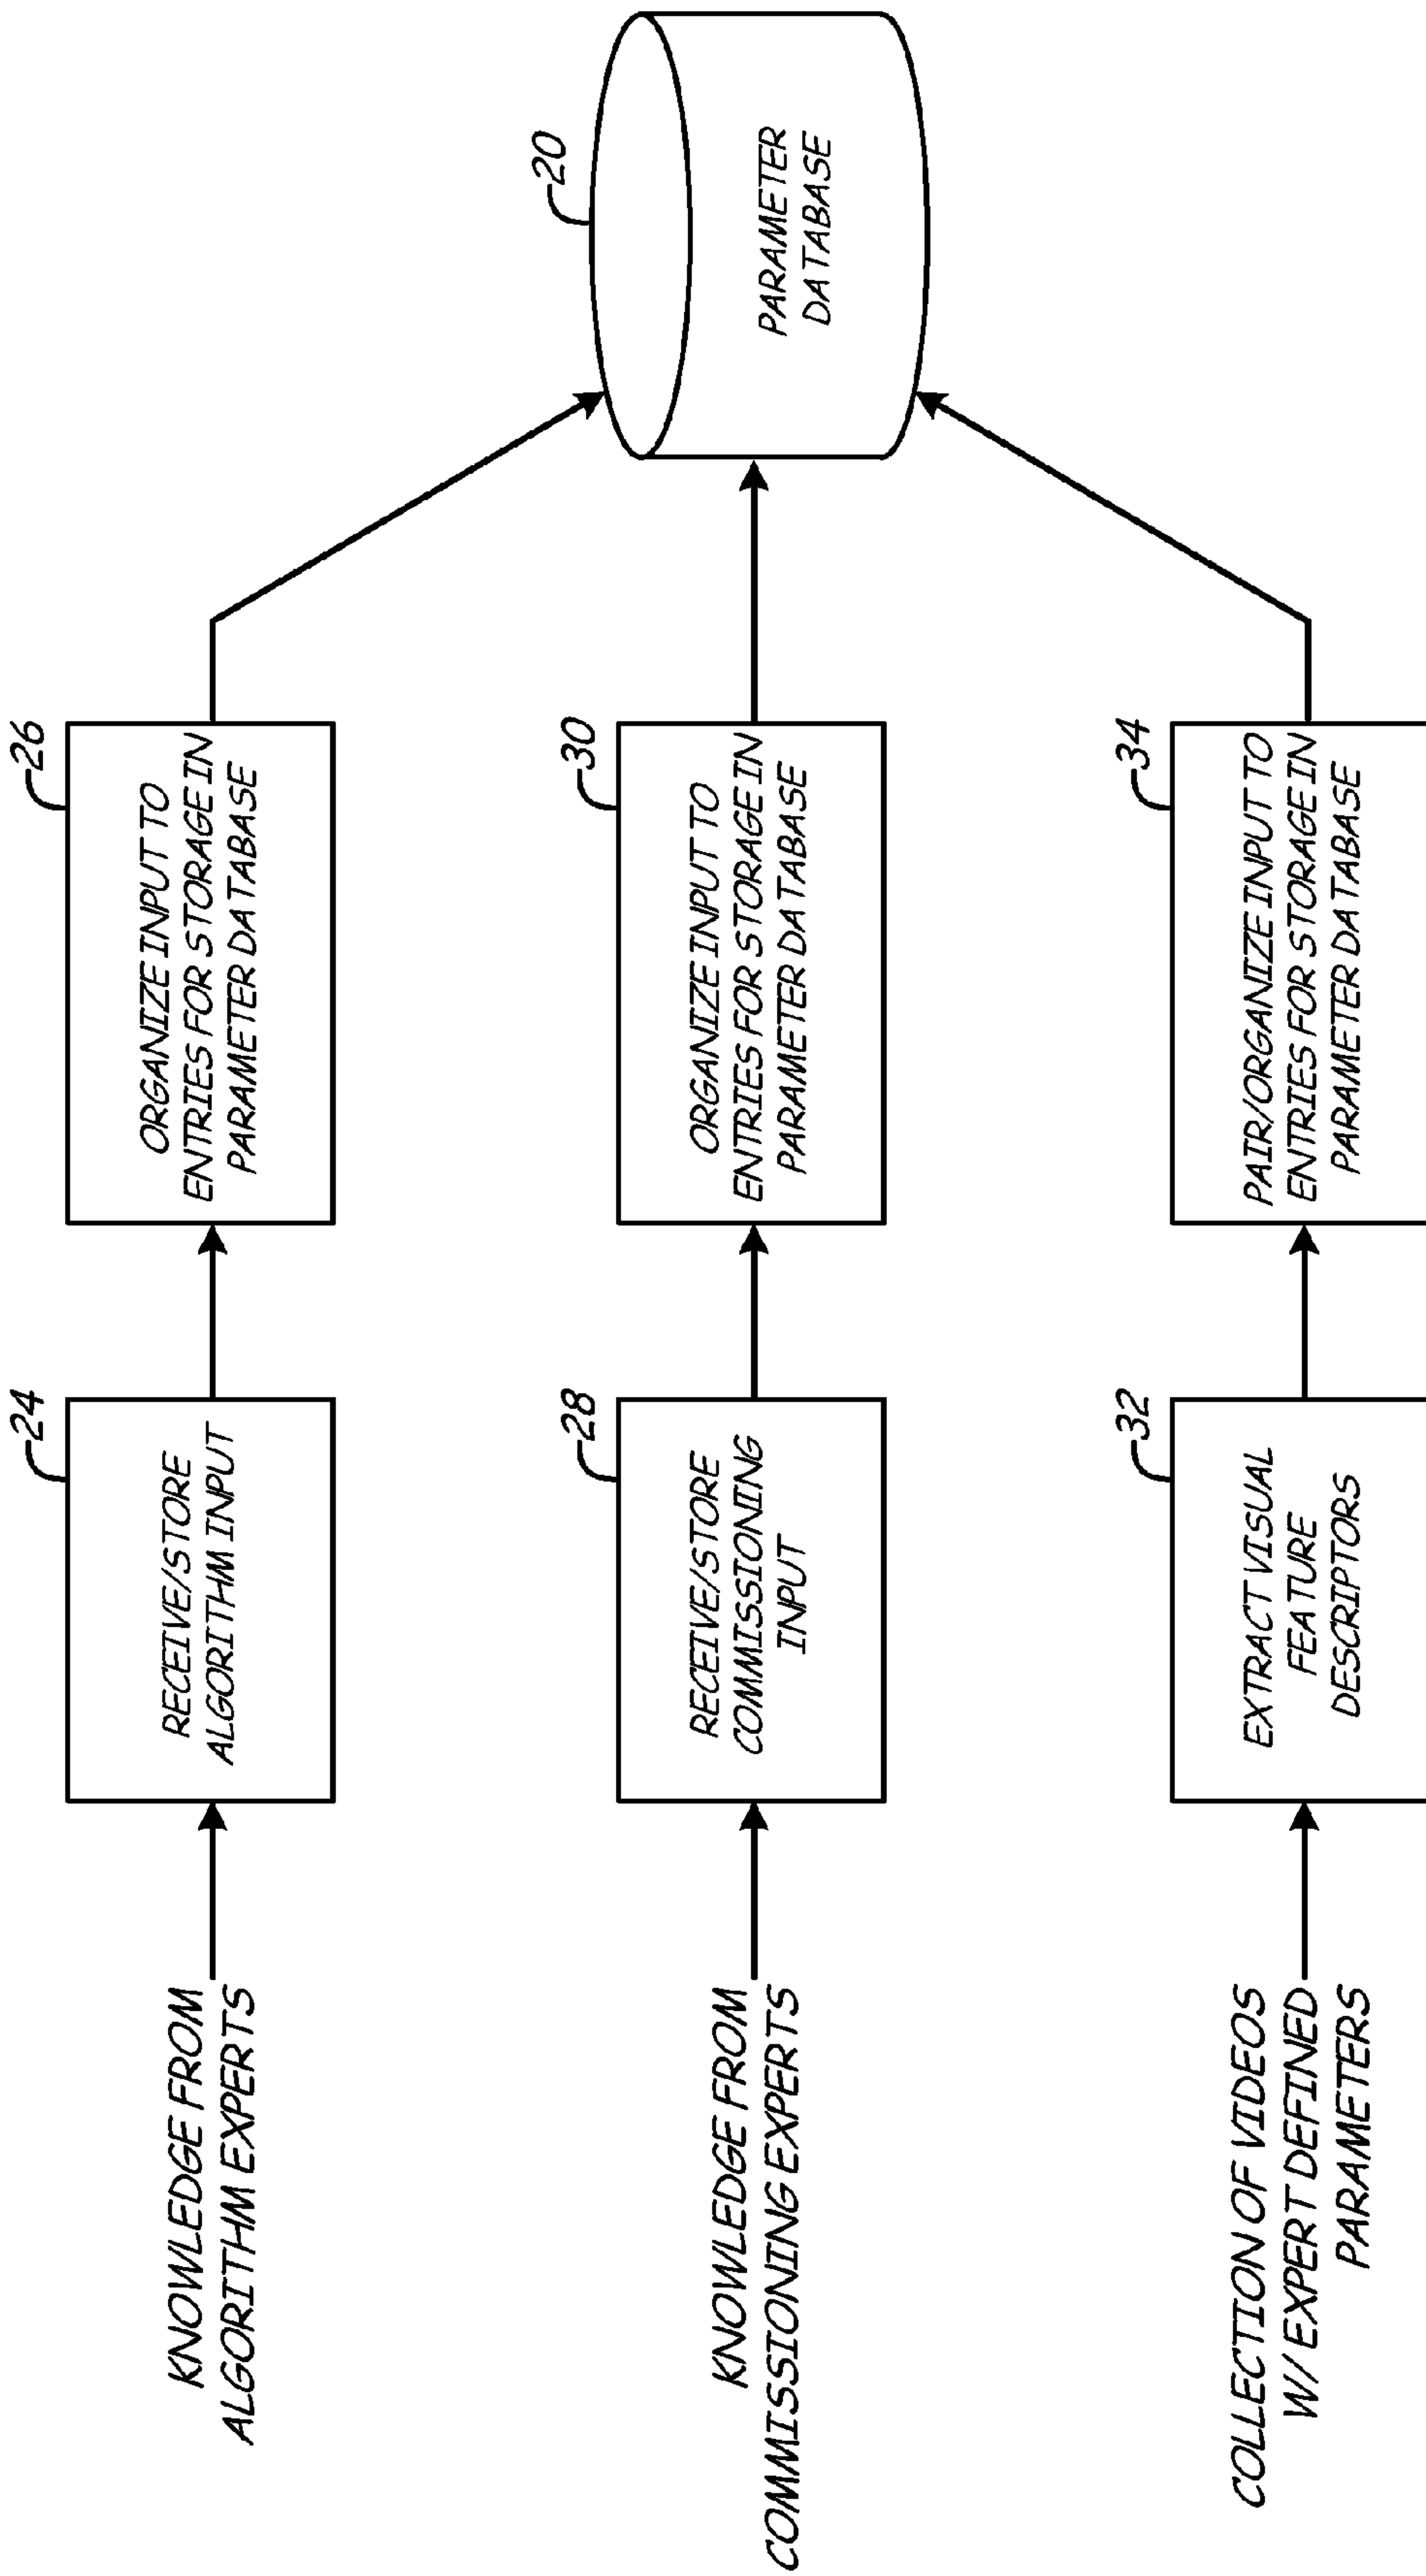 KNOWLEDGE FROM
ALGORITHM EXPERTS
24
RECEIVE/STORE
ALGORITHM INPUT
26
ORGANIZE INPUT TO
ENTRIES FOR STORAGE IN
PARAMETER DATABASE
KNOWLEDGE FROM
COMMISSIONING EXPERTS
28
RECEIVE/STORE
COMMISSIONING
INPUT
30
ORGANIZE INPUT TO
ENTRIES FOR STORAGE IN
PARAMETER DATABASE
20
PARAMETER
DATABASE
COLLECTION OF VIDEOS
W/ EXPERT DEFINED
PARAMETERS
32
EXTRACT VISUAL
FEATURE
DESCRIPTORS
34
PAIR/ORGANIZE INPUT TO
ENTRIES FOR STORAGE IN
PARAMETER DATABASE